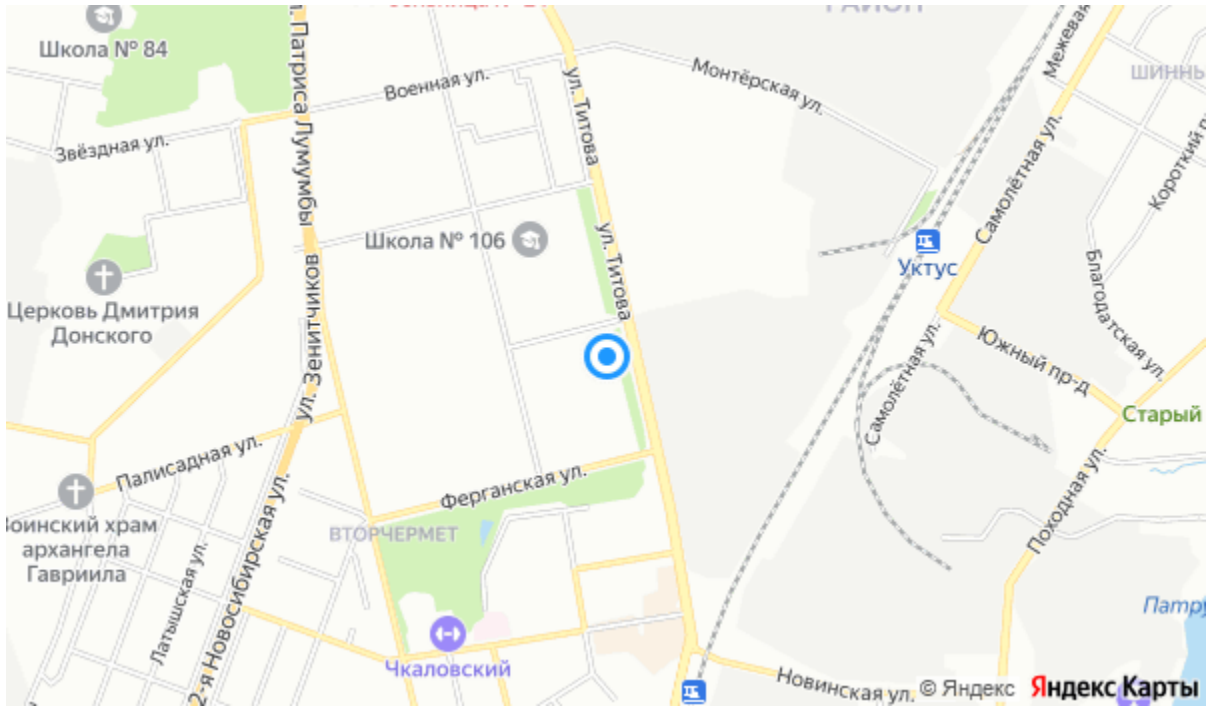 РАЙОН
Школа № 84
ул. Патриса Лумумбы
Военная ул.
ул. Титова
Монтёрская ул.
Межевая
Звёздная ул.
Самолётная ул.
Короткий
Школа № 106
ул. Титова
Уктус
Благодатская ул.
Церковь Дмитрия
Донского
ул. Зенитчиков
Южный пр-д
Самолётная ул.
Старый
Палисадная ул.
Ферганская ул.
Походная ул.
Воинский храм
архангела
Гавриила
ВТОРЧЕРМЕТ
Латышская ул.
2-я Новосибирская ул.
Патру
Чкаловский
Новинская ул.
© Яндекс Яндекс Карты